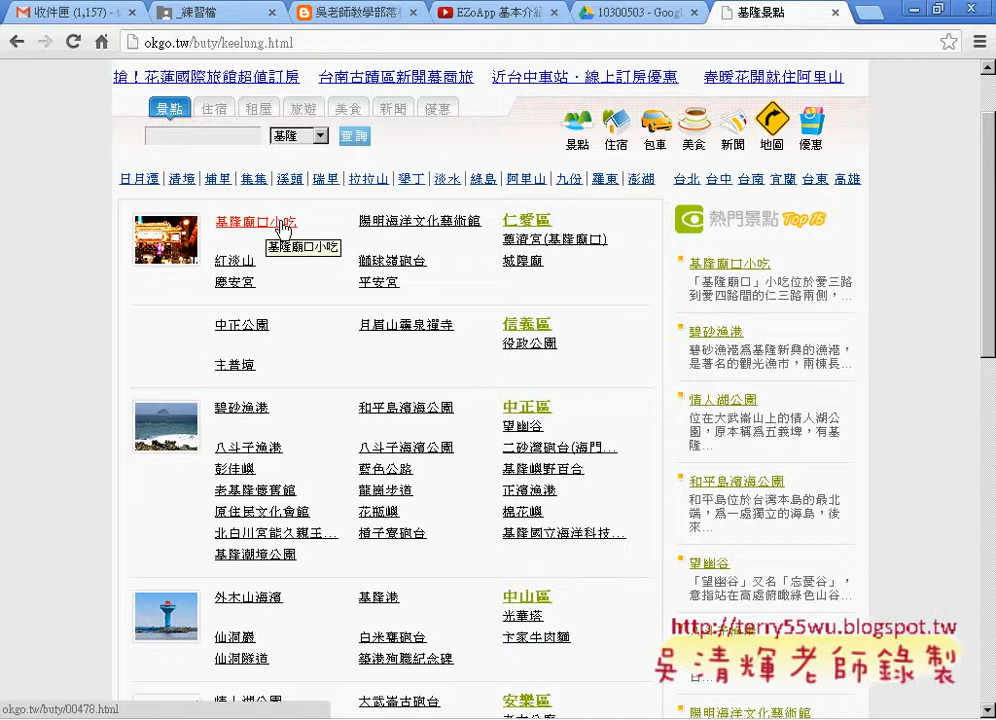 收件匣 (1,157) -
_練習檔
吳老師教學部落
EZoApp 基本介紹
10300503 - Googl
基隆景點
okgo.tw/buty/keelung.html
搶！花蓮國際旅館超值訂房 台南古蹟區新開幕商旅 近台中車站．線上訂房優惠 春暖花開就住阿里山
景點 住宿 租屋 旅遊 美食 新聞 優惠
基隆 查詢
景點 住宿 包車 美食 新聞 地圖 優惠
日月潭 | 清境 | 埔里 | 集集 | 溪頭 | 瑞里 | 拉拉山 | 墾丁 | 淡水 | 綠島 | 阿里山 | 九份 | 羅東 | 澎湖 台北 台中 台南 宜蘭 台東 高雄
基隆廟口小吃 陽明海洋文化藝術館 仁愛區
奠濟宮(基隆廟口)
基隆廟口小吃
紅淡山 獅球嶺砲台 城隍廟
慶安宮 平安宮
中正公園 月眉山靈泉禪寺 信義區
役政公園
主普壇
碧砂漁港 和平島濱海公園 中正區
望幽谷
八斗子漁港 八斗子海濱公園 二砂灣砲台(海門...
彭佳嶼 藍色公路 基隆嶼野百合
老基隆懷舊館 龍崗步道 正濱漁港
原住民文化會館 花瓶嶼 棉花嶼
北白川宮能久親王... 槓子寮砲台 基隆國立海洋科技...
基隆潮境公園
外木山海濱 基隆港 中山區
光華塔
仙洞巖 白米甕砲台 卞家牛肉麵
仙洞隧道 築港殉職紀念碑
大武崙砲台 安樂區
熱門景點 Top 15
基隆廟口小吃
「基隆廟口」小吃位於愛三路
到愛四路間的仁三路兩側，
...
碧砂漁港
碧砂漁港爲基隆新興的漁港，
是著名的觀光漁市，兩棟長...
情人湖公園
位在大武崙山上的情人湖公
園，原本稱爲五義埤，有基
隆...
和平島濱海公園
和平島位於台灣本島的最北
端，爲一處獨立的海島，後
來...
望幽谷
「望幽谷」又名「忘憂谷」，
意指站在高處俯瞰綠色山谷...
http://terry55wu.blogspot.tw
吳清輝老師錄製
okgo.tw/buty/00478.html